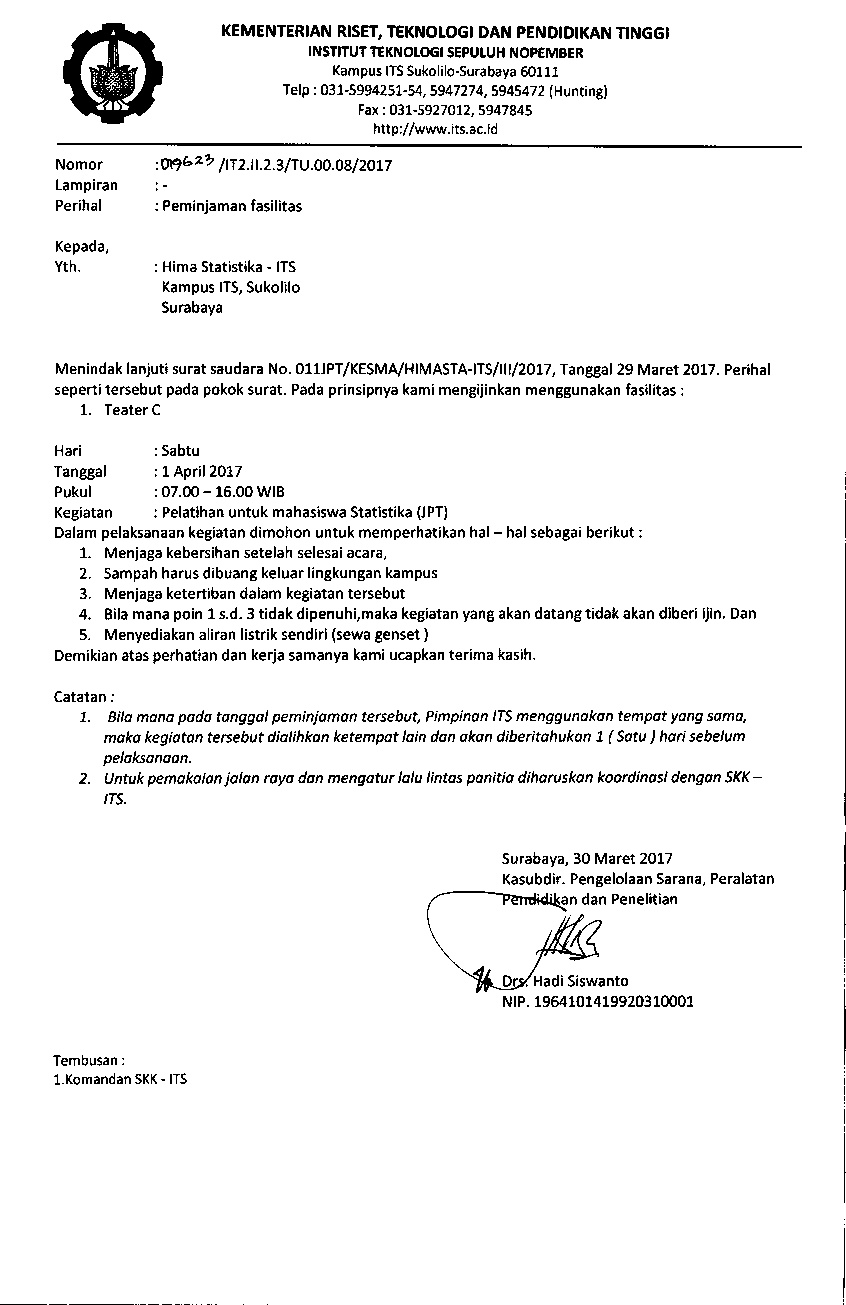 KEMENTERIAN RISET, TEKNOLOGI DAN PENDIDIKAN TINGGI
INSTITUT TEKNOLOGI SEPULUH NOPEMBER
Kampus ITS Sukolilo-Surabaya 60111
Telp : 031-5994251-54, 5947274, 5945472 (Hunting)
Fax : 031-5927012, 5947845
http://www.its.ac.id
Nomor : 019623 /IT2.II.2.3/TU.00.08/2017
Lampiran : -
Perihal : Peminjaman fasilitas
Kepada,
Yth. : Hima Statistika - ITS
Kampus ITS, Sukolilo
Surabaya
Menindak lanjuti surat saudara No. 011JPT/KESMA/HIMASTA-ITS/III/2017, Tanggal 29 Maret 2017. Perihal
seperti tersebut pada pokok surat. Pada prinsipnya kami mengijinkan menggunakan fasilitas :
1. Teater C
Hari : Sabtu
Tanggal : 1 April 2017
Pukul : 07.00 – 16.00 WIB
Kegiatan : Pelatihan untuk mahasiswa Statistika (JPT)
Dalam pelaksanaan kegiatan dimohon untuk memperhatikan hal – hal sebagai berikut :
1. Menjaga kebersihan setelah selesai acara,
2. Sampah harus dibuang keluar lingkungan kampus
3. Menjaga ketertiban dalam kegiatan tersebut
4. Bila mana poin 1 s.d. 3 tidak dipenuhi,maka kegiatan yang akan datang tidak akan diberi ijin. Dan
5. Menyediakan aliran listrik sendiri (sewa genset )
Demikian atas perhatian dan kerja samanya kami ucapkan terima kasih.
Catatan :
1. Bila mana pada tanggal peminjaman tersebut, Pimpinan ITS menggunakan tempat yang sama,
maka kegiatan tersebut dialihkan ketempat lain dan akan diberitahukan 1 ( Satu ) hari sebelum
pelaksanaan.
2. Untuk pemakaian jalan raya dan mengatur lalu lintas panitia diharuskan koordinasi dengan SKK –
ITS.
Surabaya, 30 Maret 2017
Kasubdir. Pengelolaan Sarana, Peralatan
Pendidikan dan Penelitian
Drs. Hadi Siswanto
NIP. 1964101419920310001
Tembusan :
1.Komandan SKK - ITS